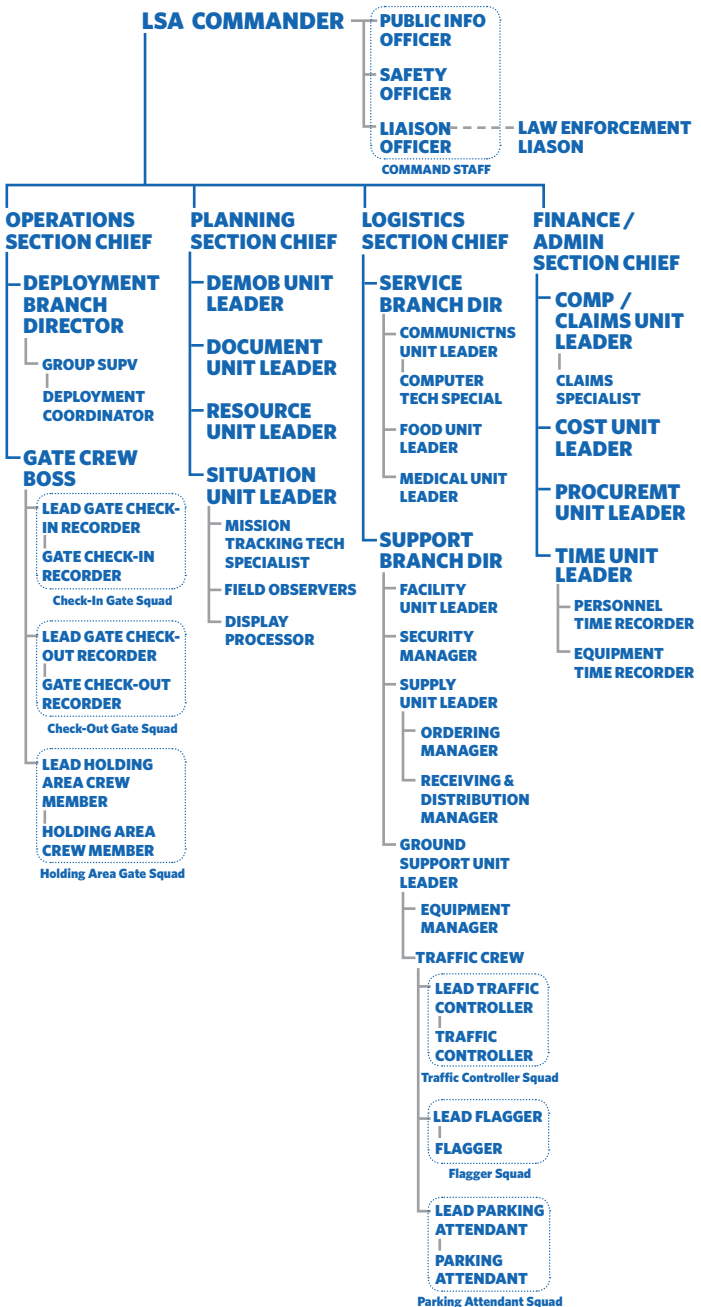 LSA COMMANDER
PUBLIC INFO
OFFICER
SAFETY
OFFICER
LIAISON
OFFICER
LAW ENFORCEMENT
LIASON
COMMAND STAFF
OPERATIONS
SECTION CHIEF
DEPLOYMENT
BRANCH
DIRECTOR
GROUP SUPV
DEPLOYMENT
COORDINATOR
GATE CREW
BOSS
LEAD GATE CHECK-
IN RECORDER
GATE CHECK-IN
RECORDER
Check-In Gate Squad
LEAD GATE CHECK-
OUT RECORDER
GATE CHECK-OUT
RECORDER
Check-Out Gate Squad
LEAD HOLDING
AREA CREW
MEMBER
HOLDING AREA
CREW MEMBER
Holding Area Gate Squad
PLANNING
SECTION CHIEF
DEMOB UNIT
LEADER
DOCUMENT
UNIT LEADER
RESOURCE
UNIT LEADER
SITUATION
UNIT LEADER
MISSION
TRACKING TECH
SPECIALIST
FIELD OBSERVERS
DISPLAY
PROCESSOR
LOGISTICS
SECTION CHIEF
SERVICE
BRANCH DIR
COMMUNICTNS
UNIT LEADER
COMPUTER
TECH SPECIAL
FOOD UNIT
LEADER
MEDICAL UNIT
LEADER
SUPPORT
BRANCH DIR
FACILITY
UNIT LEADER
SECURITY
MANAGER
SUPPLY
UNIT LEADER
ORDERING
MANAGER
RECEIVING &
DISTRIBUTION
MANAGER
GROUND
SUPPORT UNIT
LEADER
EQUIPMENT
MANAGER
TRAFFIC CREW
LEAD TRAFFIC
CONTROLLER
TRAFFIC
CONTROLLER
Traffic Controller Squad
LEAD FLAGGER
FLAGGER
Flagger Squad
LEAD PARKING
ATTENDANT
PARKING
ATTENDANT
Parking Attendant Squad
FINANCE /
ADMIN
SECTION CHIEF
COMP /
CLAIMS UNIT
LEADER
CLAIMS
SPECIALIST
COST UNIT
LEADER
PROCUREMT
UNIT LEADER
TIME UNIT
LEADER
PERSONNEL
TIME RECORDER
EQUIPMENT
TIME RECORDER